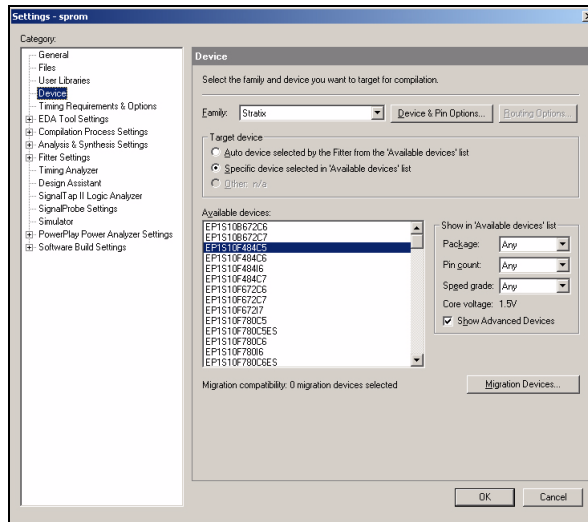 Settings - sprom
Category:
General
Files
User Libraries
Device
Timing Requirements & Options
EDA Tool Settings
Compilation Process Settings
Analysis & Synthesis Settings
Fitter Settings
Timing Analyzer
Design Assistant
SignalTap II Logic Analyzer
SignalProbe Settings
Simulator
PowerPlay Power Analyzer Settings
Software Build Settings
Device
Select the family and device you want to target for compilation.
Family: Stratix Device & Pin Options... Routing Options...
Target device
Auto device selected by the Fitter from the 'Available devices' list
Specific device selected in 'Available devices' list
Other: n/a
Available devices:
EP1S10B672C6
EP1S10B672C7
EP1S10F484C5
EP1S10F484C6
EP1S10F484I6
EP1S10F484C7
EP1S10F672C6
EP1S10F672C7
EP1S10F672I7
EP1S10F780C5
EP1S10F780C5ES
EP1S10F780C6
EP1S10F780I6
EP1S10F780C6ES
Show in 'Available devices' list
Package: Any
Pin count: Any
Speed grade: Any
Core voltage: 1.5V
Show Advanced Devices
Migration compatibility: 0 migration devices selected Migration Devices...
OK Cancel